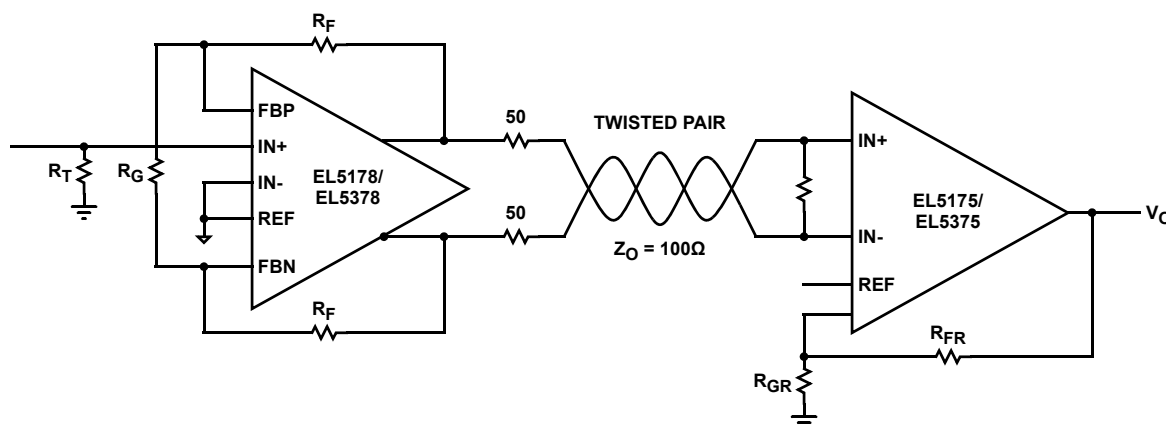 RF
50
TWISTED PAIR
FBP
IN+
RT
RG
IN-
EL5178/
EL5378
REF
FBN
50
ZO = 100Ω
RF
IN+
EL5175/
EL5375
IN-
VO
REF
RFR
RGR